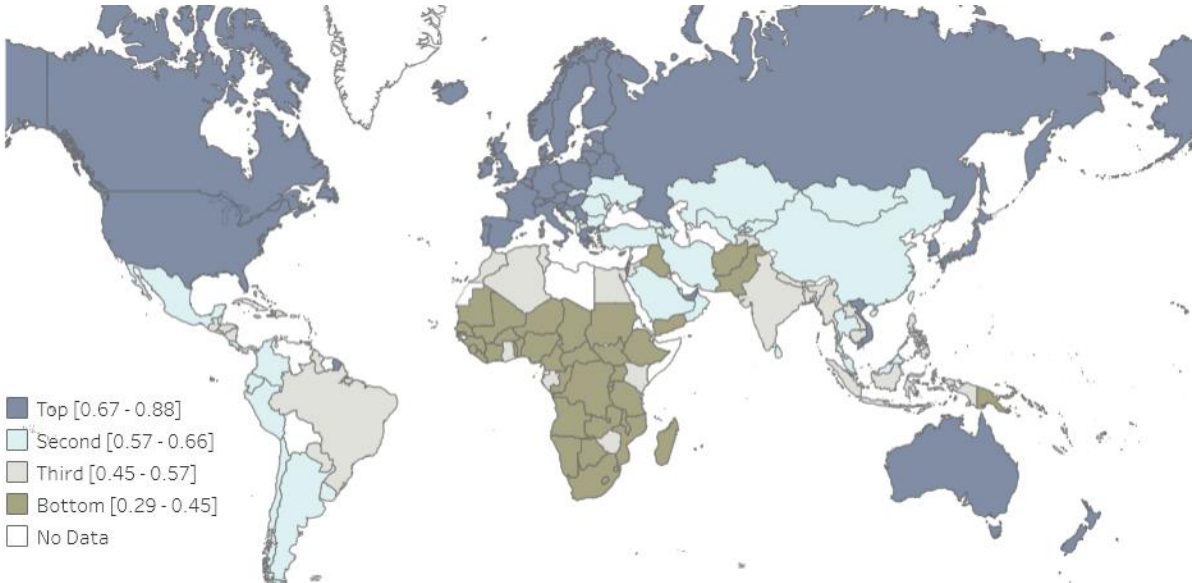 Top [0.67 - 0.88]
Second [0.57 - 0.66]
Third [0.45 - 0.57]
Bottom [0.29 - 0.45]
No Data